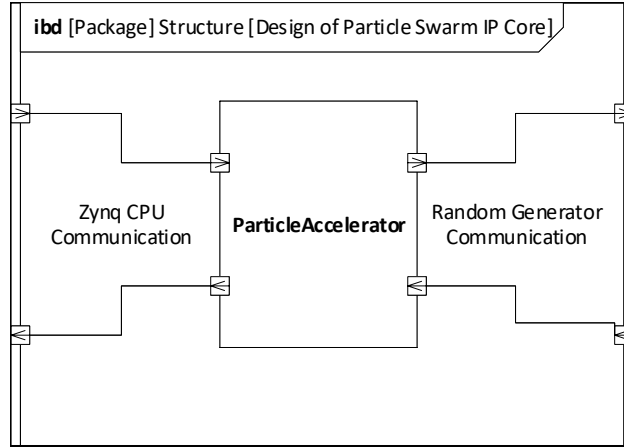 ibd [Package] Structure [Design of Particle Swarm IP Core]
Zynq CPU
Communication
ParticleAccelerator
Random Generator
Communication